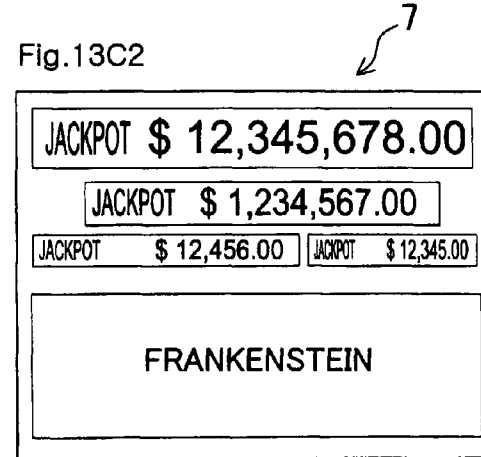 7
Fig.13C2
JACKPOT $ 12,345,678.00
JACKPOT $ 1,234,567.00
JACKPOT $ 12,456.00 JACKPOT $ 12,345.00
FRANKENSTEIN